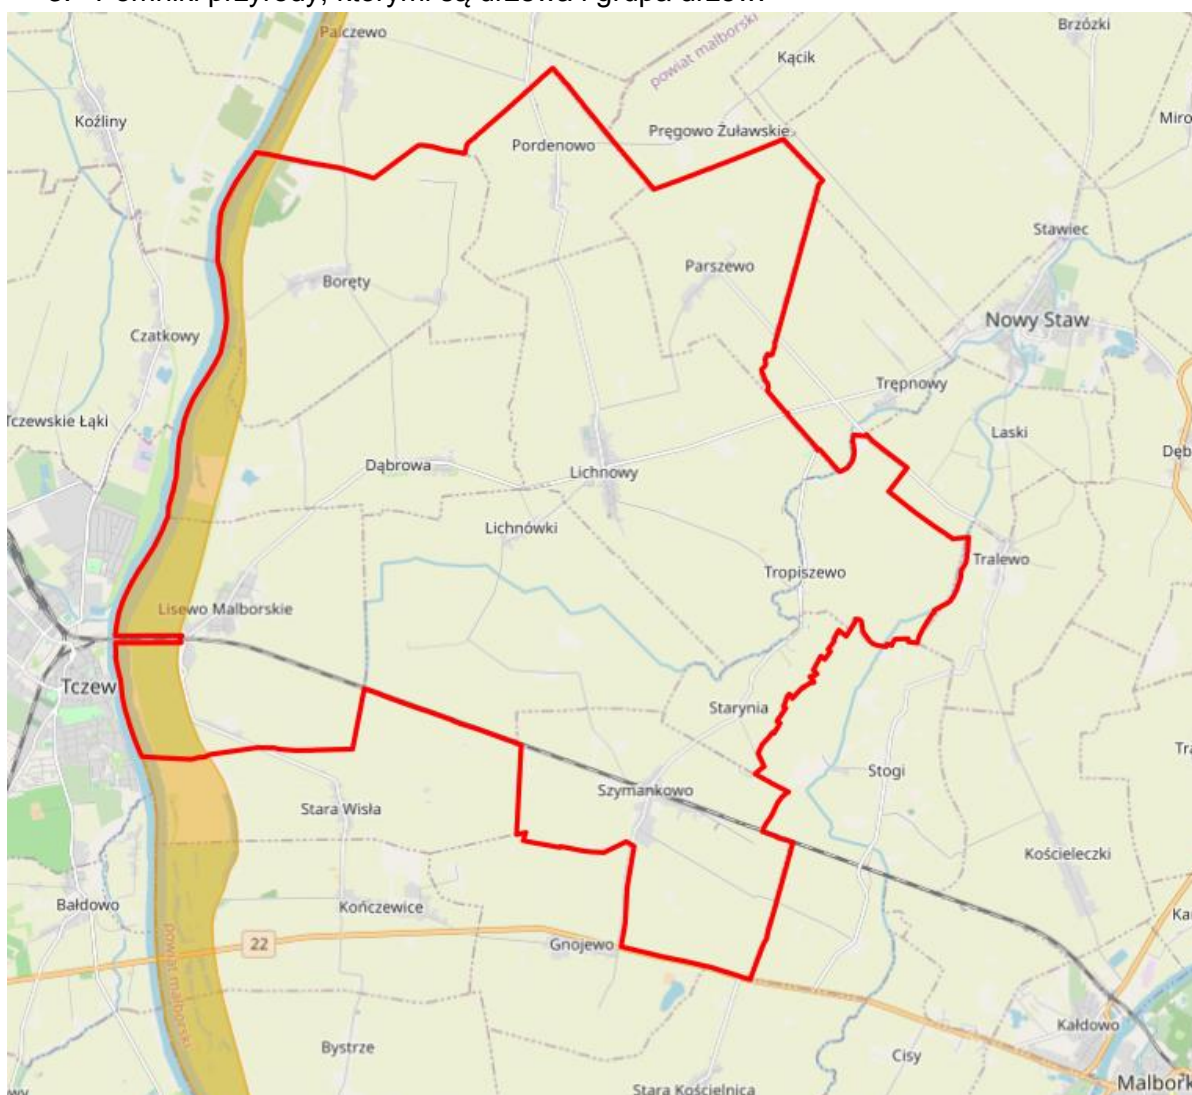 Palczewo
powiat malborski
Brzózki
Kącik
Koźliny
Miro
Pręgowo Żuławskie
Pordenowo
Stawiec
Parszewo
Boręty
Nowy Staw
Czatkowy
Trępnowy
Tczewskie Łąki
Laski
Dęb
Dąbrowa
Lichnowy
Lichnówki
Tralewo
Tropiszewo
Lisewo Malborskie
Tczew
Starynia
Stogi
Szymankowo
Stara Wisła
Kościeleczki
Bałdowo
Kończewice
Ka
22
Gnojewo
powiat malborski
Kałdowo
Bystrze
Cisy
Stara Kościelnica
Malbork